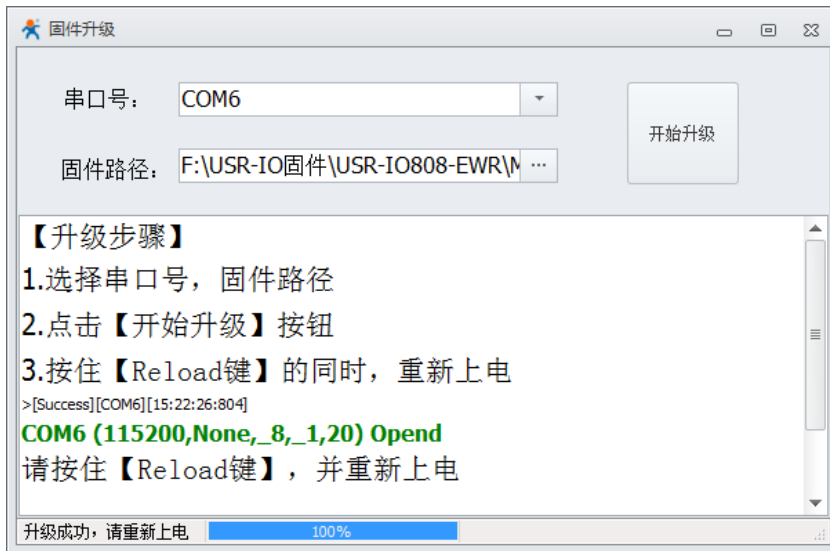 固件升级
串口号：
COM6
开始升级
固件路径：
F:\USR-IO固件\USR-IO808-EWR\M
...
【升级步骤】
1.选择串口号，固件路径
2.点击【开始升级】按钮
3.按住【Reload键】的同时，重新上电
>[Success][COM6][15:22:26:804]
COM6 (115200,None,_8,_1,20) Opend
请按住【Reload键】，并重新上电
升级成功，请重新上电
100%